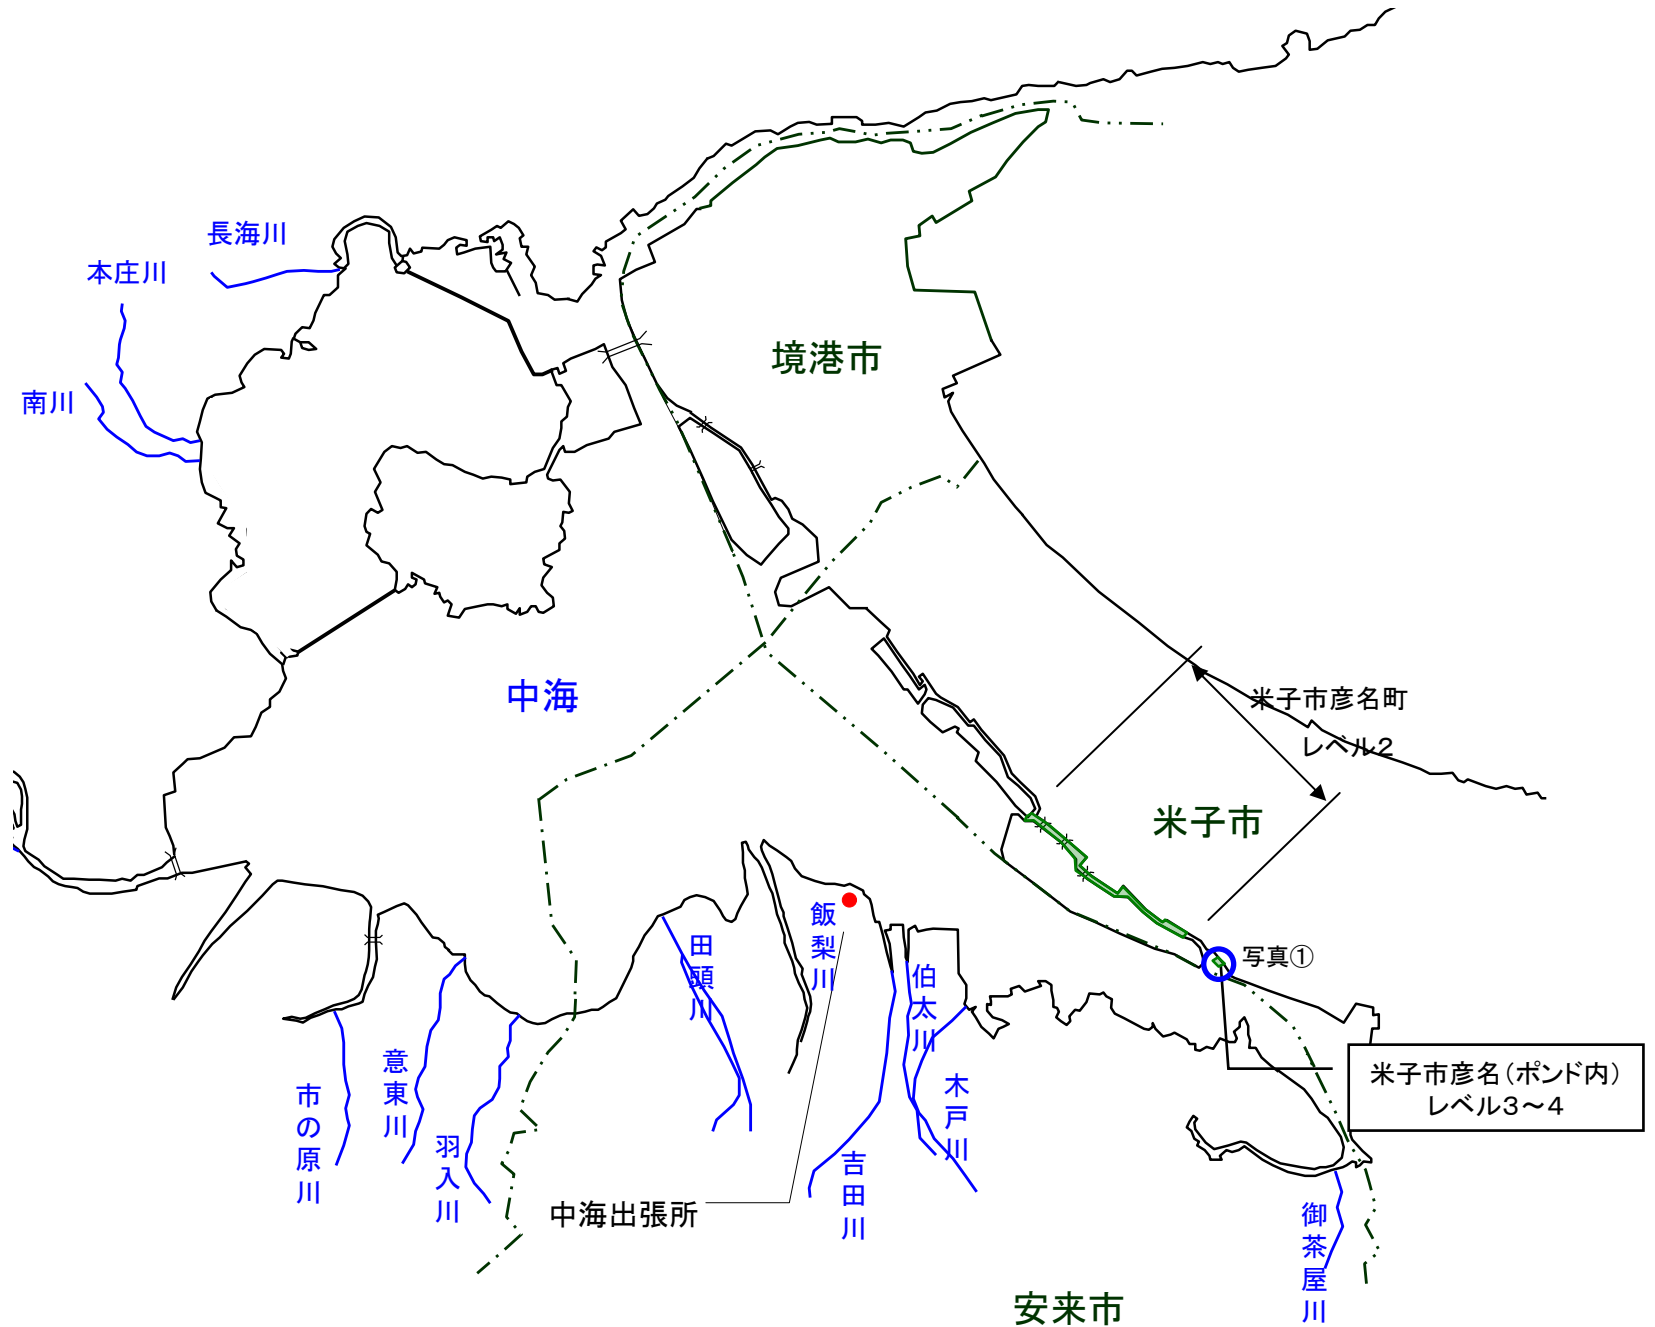 長海川
本庄川
南川
境港市
中海
米子市彦名町
レベル2
米子市
写真①
米子市彦名(ポンド内)
レベル3～4
田頭川
飯梨川
伯太川
木戸川
吉田川
意東川
市の原川
羽入川
中海出張所
御茶屋川
安来市